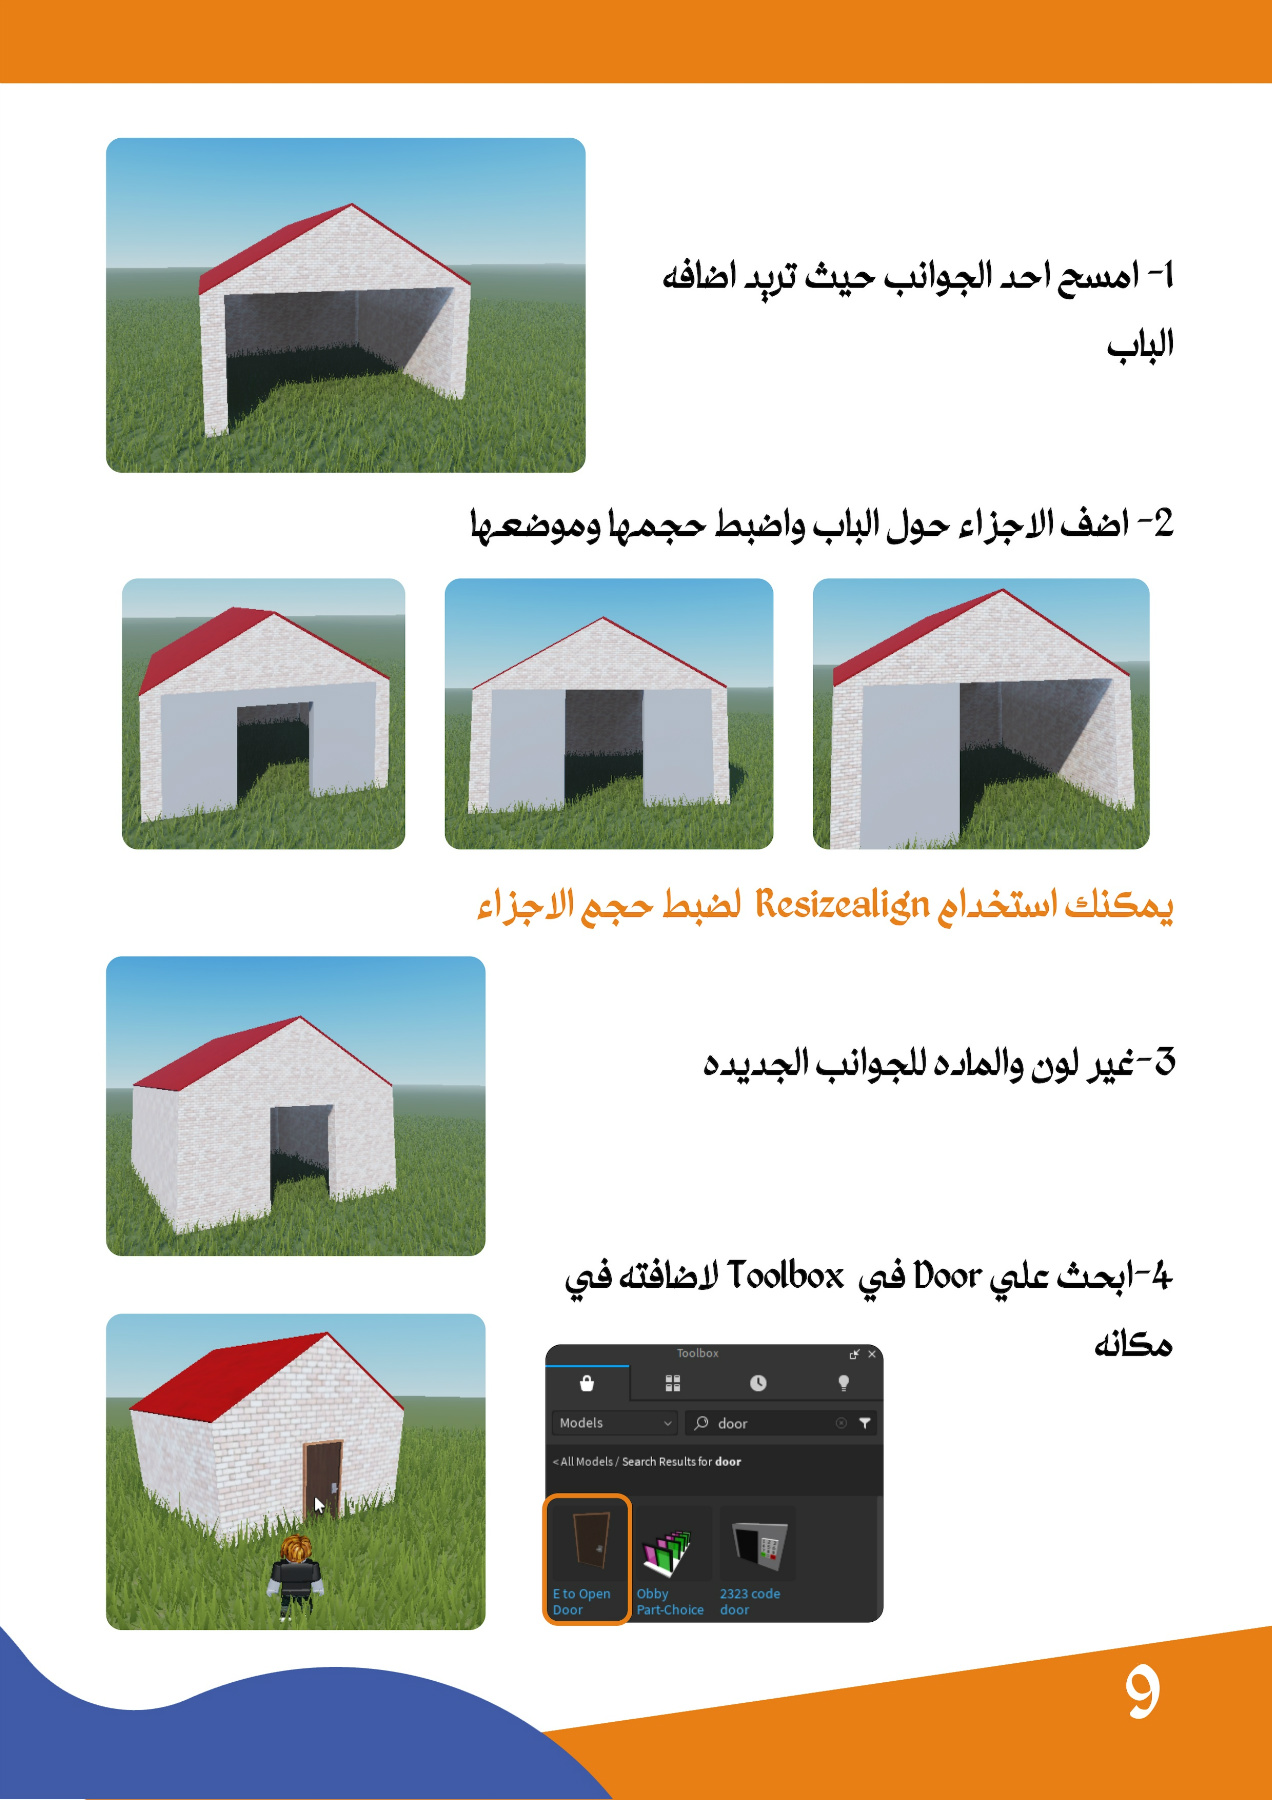 1- امسح احد الجوانب حيث تريد اضافه
الباب
2- اضف الاجزاء حول الباب واضبط حجمها وموضعها
يمكنك استخدام Resizealign لضبط حجم الاجزاء
3-غير لون والماده للجوانب الجديده
4-ابحث علي Door في Toolbox لاضافته في
مكانه
Toolbox
Models
door
< All Models / Search Results for door
E to Open
Door
Obby
Part-Choice
2323 code
door
9